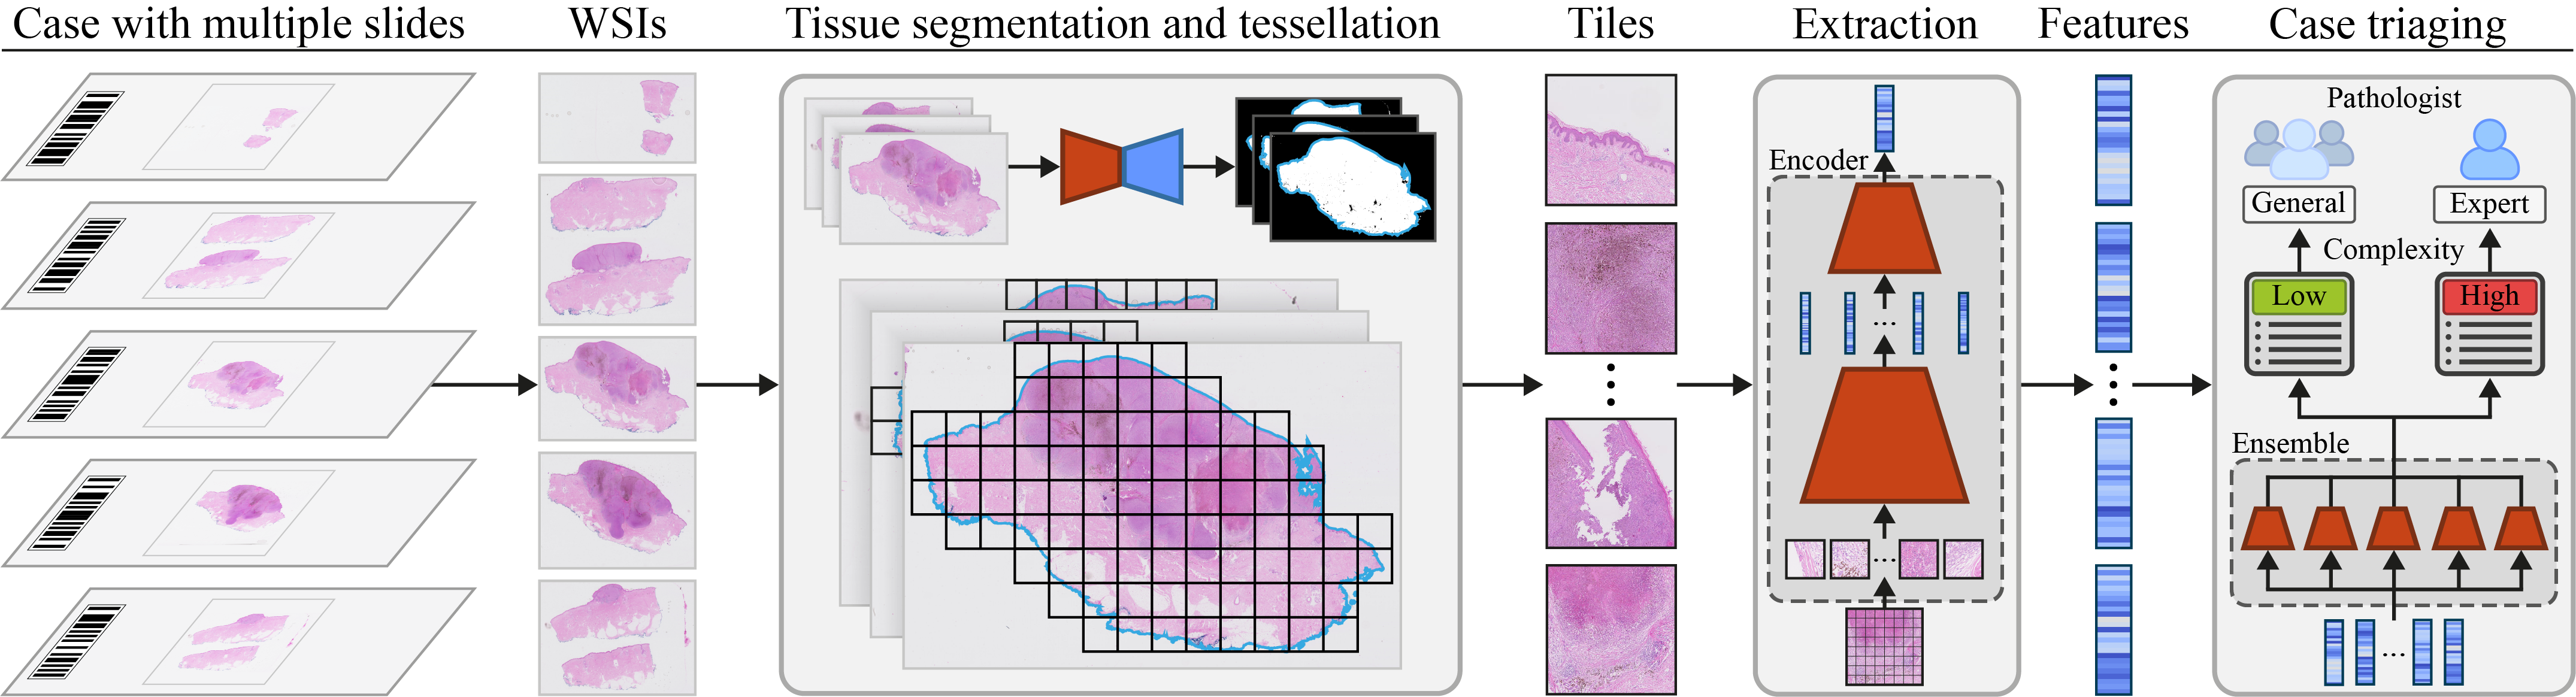 Case with multiple slides
WSIs
Tissue segmentation and tessellation
Tiles
Extraction
Features
Case triaging
Encoder
...
...
Pathologist
General
Expert
Complexity
Low
High
Ensemble
...